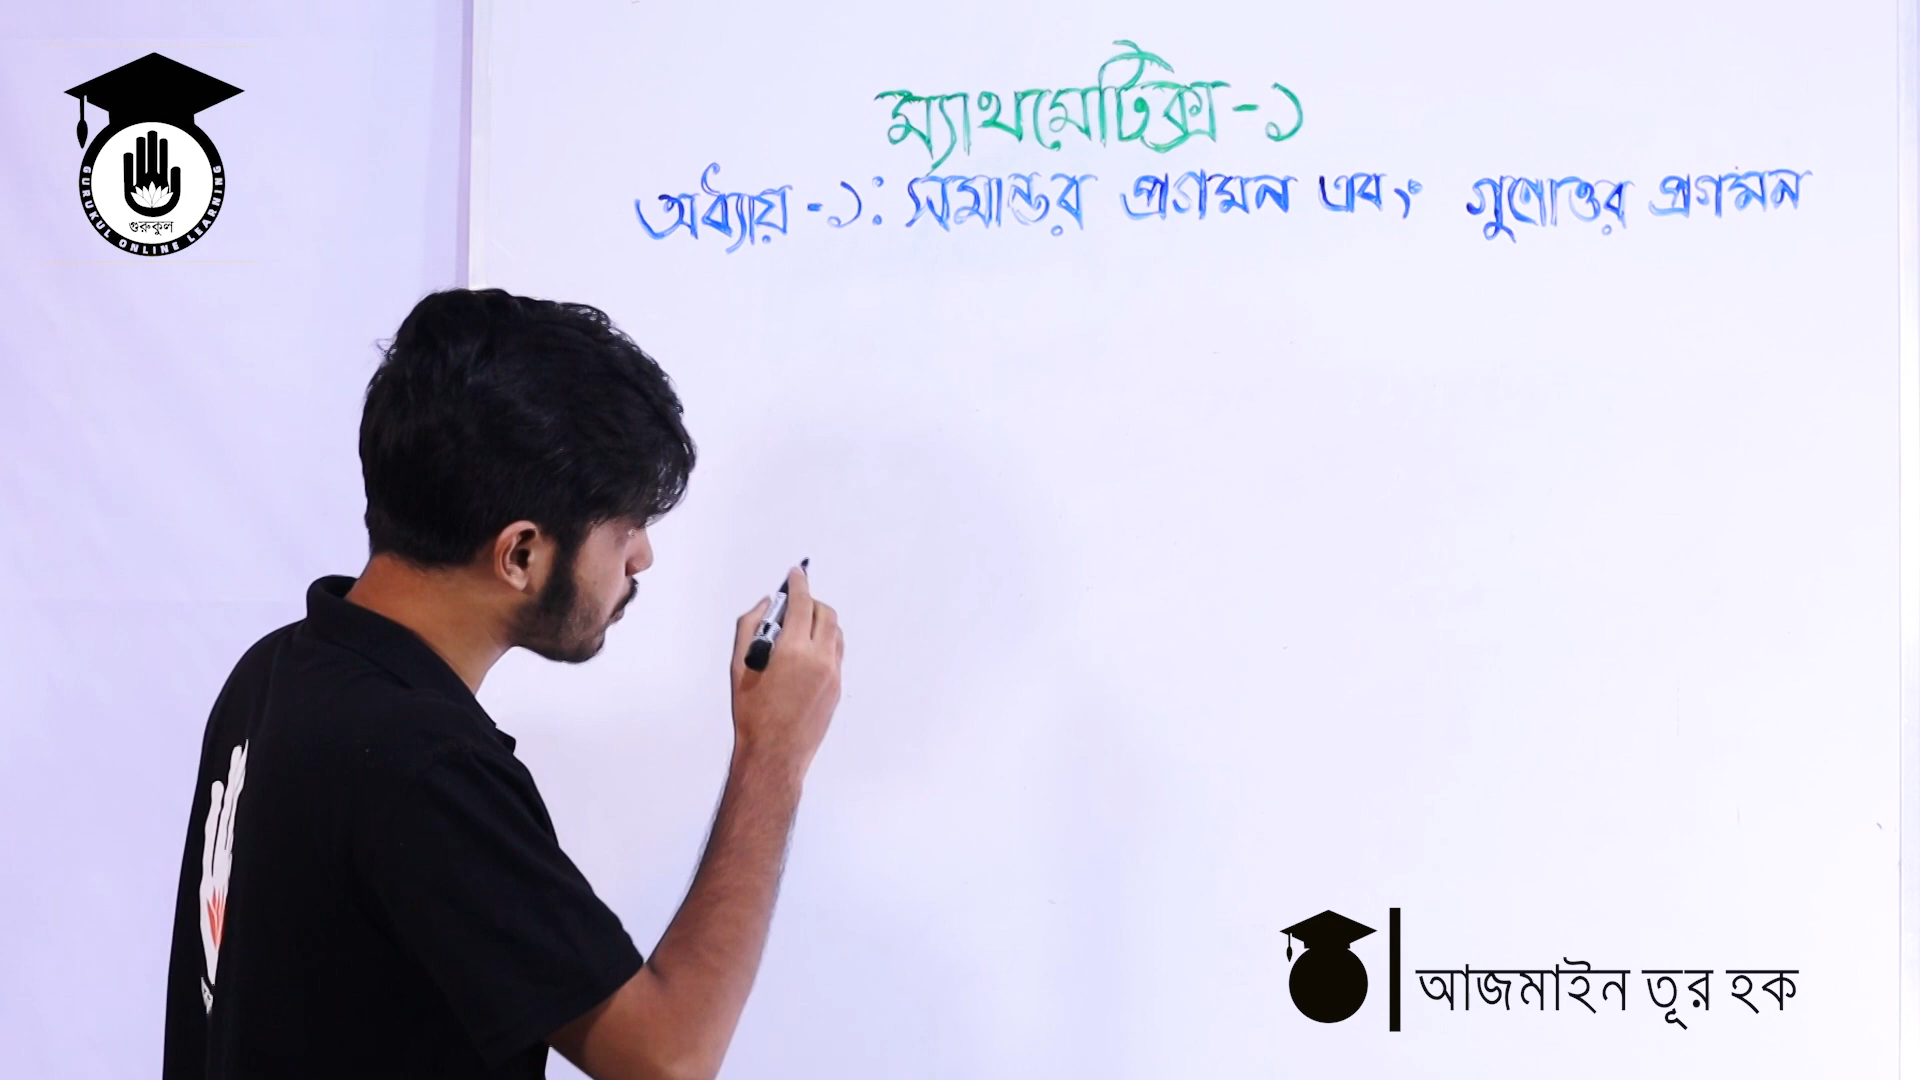 ম্যাথমেটিক্স - ১
অধ্যায় - ১: সমান্তর প্রগমন এবং গুণোত্তর প্রগমন
গুরুকুল
GURUKUL ONLINE LEARNING
আজমাইন তূর হক